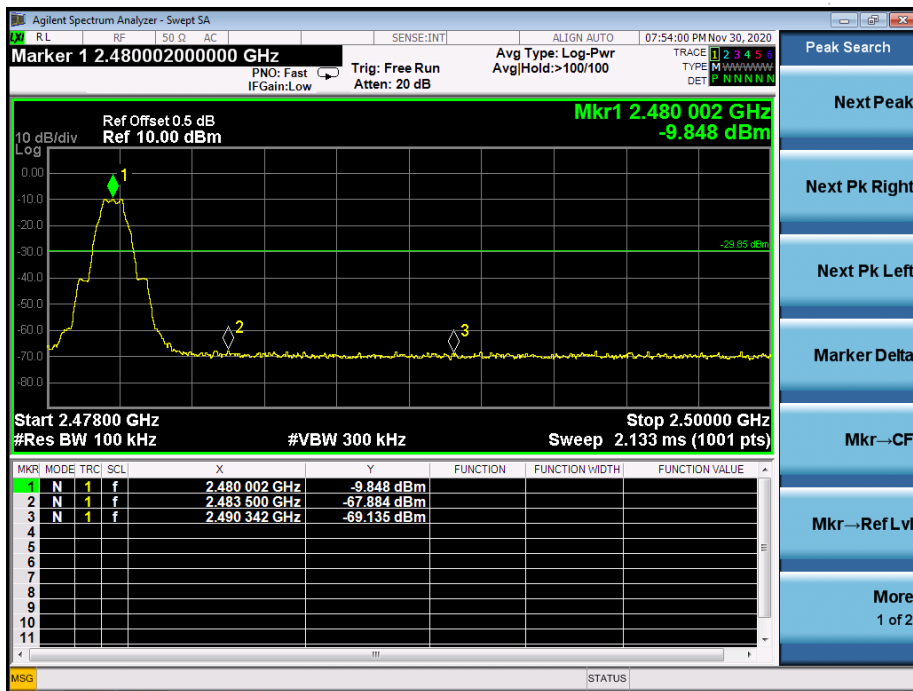 Agilent Spectrum Analyzer - Swept SA
LXI RL RF 50 Ω AC SENSE:INT ALIGN AUTO 07:54:00 PM Nov 30, 2020
Marker 1 2.480002000000 GHz
PNO: Fast
IFGain:Low
Trig: Free Run
Atten: 20 dB
Avg Type: Log-Pwr
Avg|Hold:>100/100
TRACE 1 2 3 4 5 6
TYPE M WWWWW
DET P N N N N N
Peak Search
Next Peak
Next Pk Right
Next Pk Left
Marker Delta
Mkr→CF
Mkr→Ref Lvl
More
1 of 2
Mkr1 2.480 002 GHz
-9.848 dBm
Ref Offset 0.5 dB
10 dB/div Ref 10.00 dBm
Log
0.00
-10.0
-20.0
-30.0
-40.0
-50.0
-60.0
-70.0
-80.0
1
-29.85 dBm
2
3
Start 2.47800 GHz Stop 2.50000 GHz
#Res BW 100 kHz #VBW 300 kHz Sweep 2.133 ms (1001 pts)
MKR MODE TRC SCL X Y FUNCTION FUNCTION WIDTH FUNCTION VALUE
1 N 1 f 2.480 002 GHz -9.848 dBm
2 N 1 f 2.483 500 GHz -67.884 dBm
3 N 1 f 2.490 342 GHz -69.135 dBm
4
5
6
7
8
9
10
11
MSG STATUS